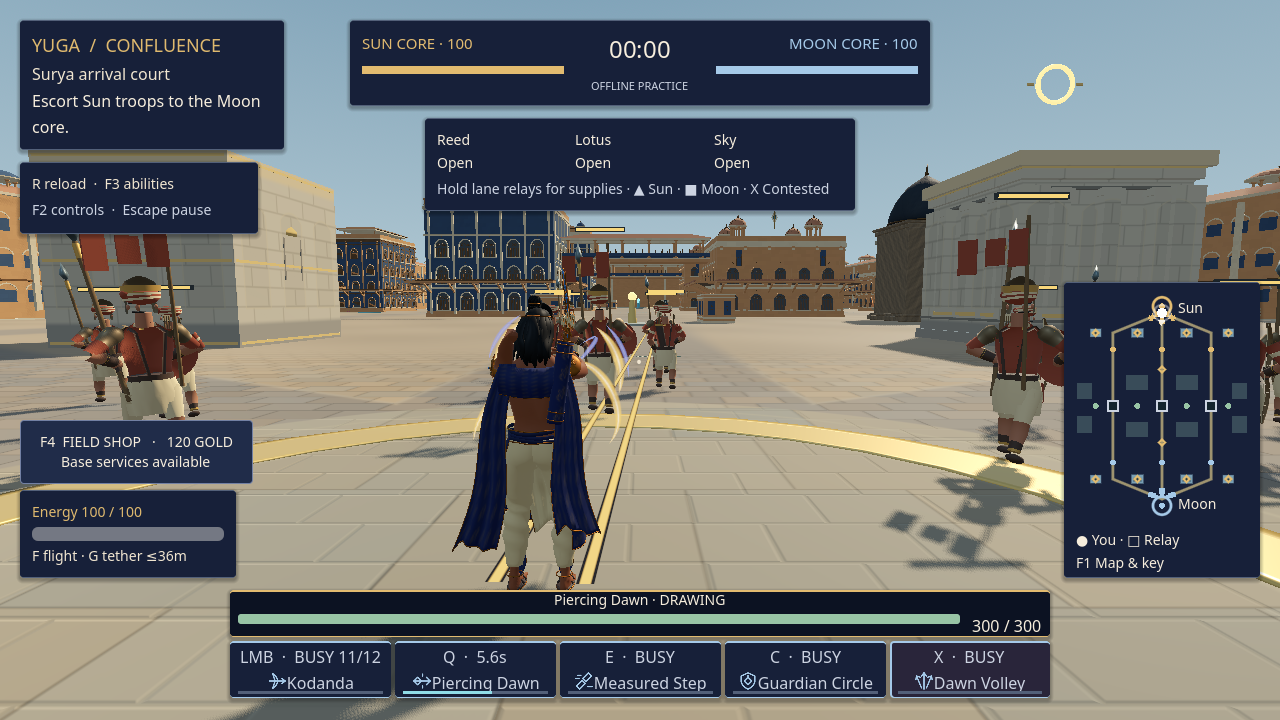 YUGA / CONFLUENCE
Surya arrival court
Escort Sun troops to the Moon
core.
SUN CORE · 100
00:00
MOON CORE · 100
OFFLINE PRACTICE
Reed Lotus Sky
Open Open Open
Hold lane relays for supplies · ▲ Sun · ■ Moon · X Contested
R reload · F3 abilities
F2 controls · Escape pause
F4 FIELD SHOP · 120 GOLD
Base services available
Energy 100 / 100
F flight · G tether ≤36m
Sun
Moon
● You · □ Relay
F1 Map & key
Piercing Dawn · DRAWING
300 / 300
LMB · BUSY 11/12
Kodanda
Q · 5.6s
Piercing Dawn
E · BUSY
Measured Step
C · BUSY
Guardian Circle
X · BUSY
Dawn Volley